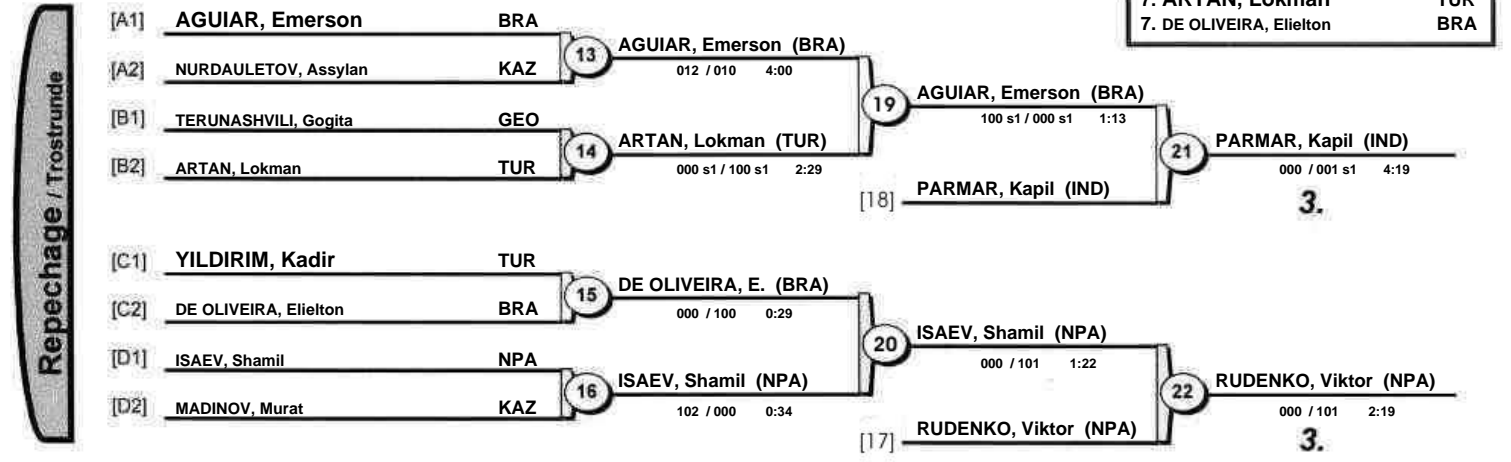 7. ARTAN, Lokman TUR
7. DE OLIVEIRA, Elielton BRA
Repechage / Trostrunde
[A1] AGUIAR, Emerson BRA
[A2] NURDAULETOV, Assylan KAZ
13 AGUIAR, Emerson (BRA)
012 / 010 4:00
[B1] TERUNASHVILI, Gogita GEO
[B2] ARTAN, Lokman TUR
14 ARTAN, Lokman (TUR)
000 s1 / 100 s1 2:29
19 AGUIAR, Emerson (BRA)
100 s1 / 000 s1 1:13
[18] PARMAR, Kapil (IND)
21 PARMAR, Kapil (IND)
000 / 001 s1 4:19
3.
[C1] YILDIRIM, Kadir TUR
[C2] DE OLIVEIRA, Elielton BRA
15 DE OLIVEIRA, E. (BRA)
000 / 100 0:29
[D1] ISAEV, Shamil NPA
[D2] MADINOV, Murat KAZ
16 ISAEV, Shamil (NPA)
102 / 000 0:34
20 ISAEV, Shamil (NPA)
000 / 101 1:22
[17] RUDENKO, Viktor (NPA)
22 RUDENKO, Viktor (NPA)
000 / 101 2:19
3.